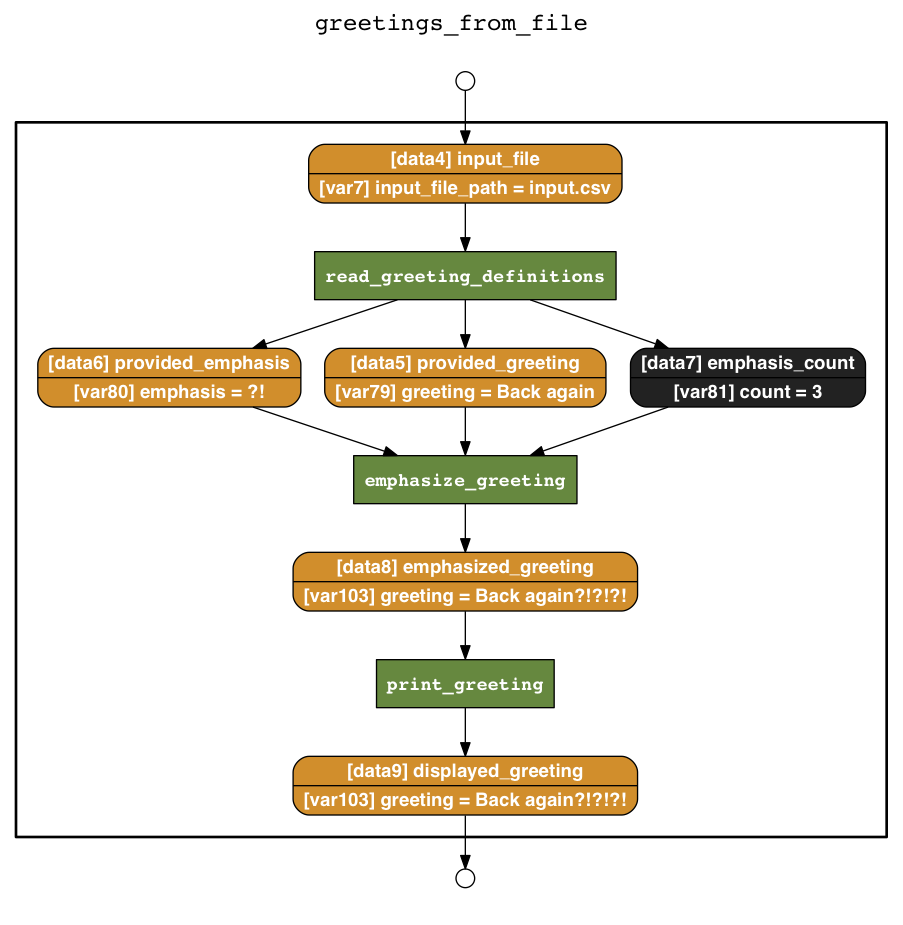 greetings_from_file
[data4] input_file
[var7] input_file_path = input.csv
read_greeting_definitions
[data6] provided_emphasis
[var80] emphasis = ?!
[data5] provided_greeting
[var79] greeting = Back again
[data7] emphasis_count
[var81] count = 3
emphasize_greeting
[data8] emphasized_greeting
[var103] greeting = Back again?!?!?!
print_greeting
[data9] displayed_greeting
[var103] greeting = Back again?!?!?!